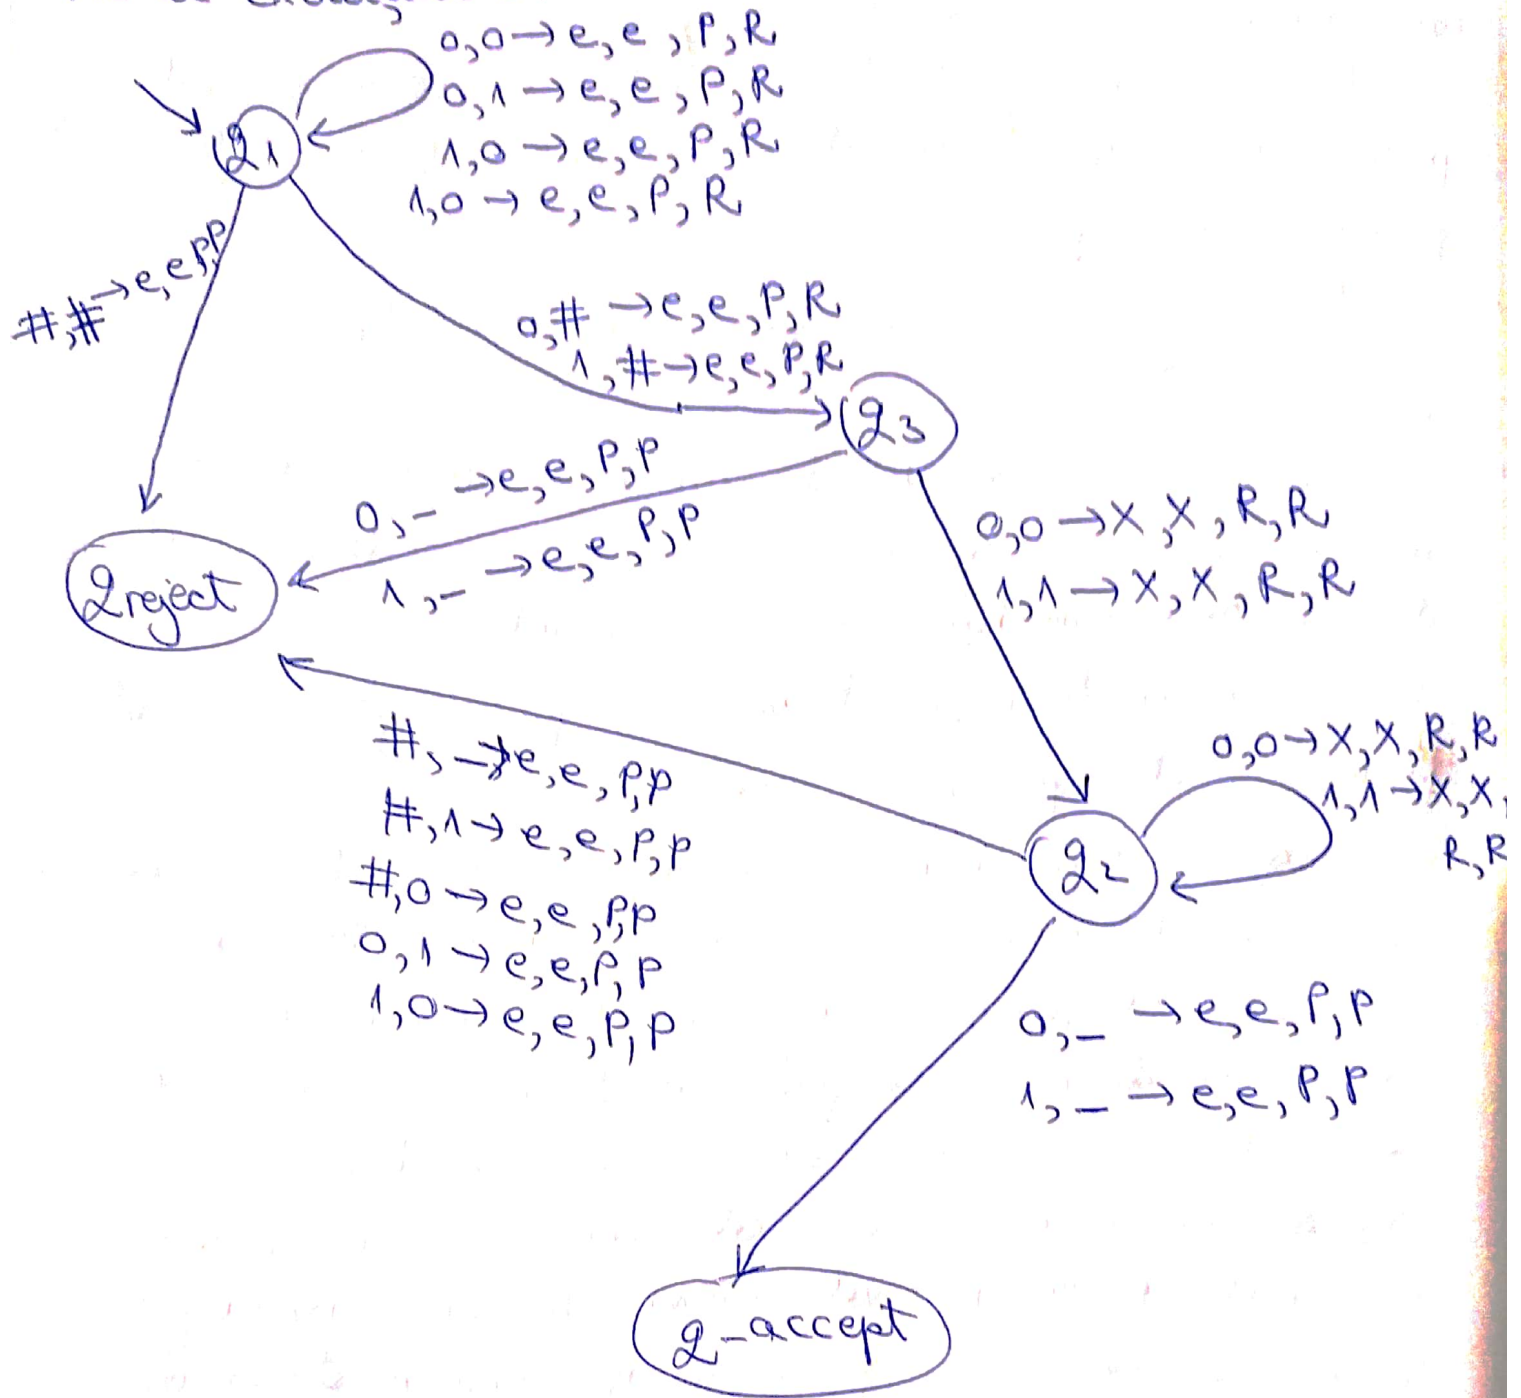 0,0→e,e,P,R
0,1→e,e,P,R
1,0→e,e,P,R
1,0→e,e,P,R
q1
#,#→e,e,P,P
0,#→e,e,P,R
1,#→e,e,P,R
q3
0,_→e,e,P,P
1,_→e,e,P,P
qreject
0,0→X,X,R,R
1,1→X,X,R,R
#,_→e,e,P,P
#,1→e,e,P,P
#,0→e,e,P,P
0,1→e,e,P,P
1,0→e,e,P,P
0,0→X,X,R,R
1,1→X,X,
R,R
q2
0,_→e,e,P,P
1,_→e,e,P,P
q_accept